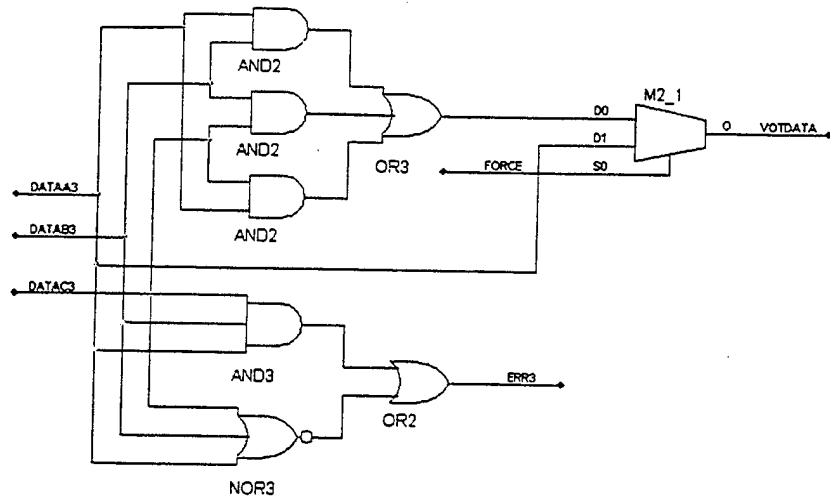 AND2
M2_1
D0
O
VOTDATA
AND2
OR3
D1
FORCE
S0
DATAA3
DATAB3
AND2
DATAC3
AND3
ERR3
OR2
NOR3